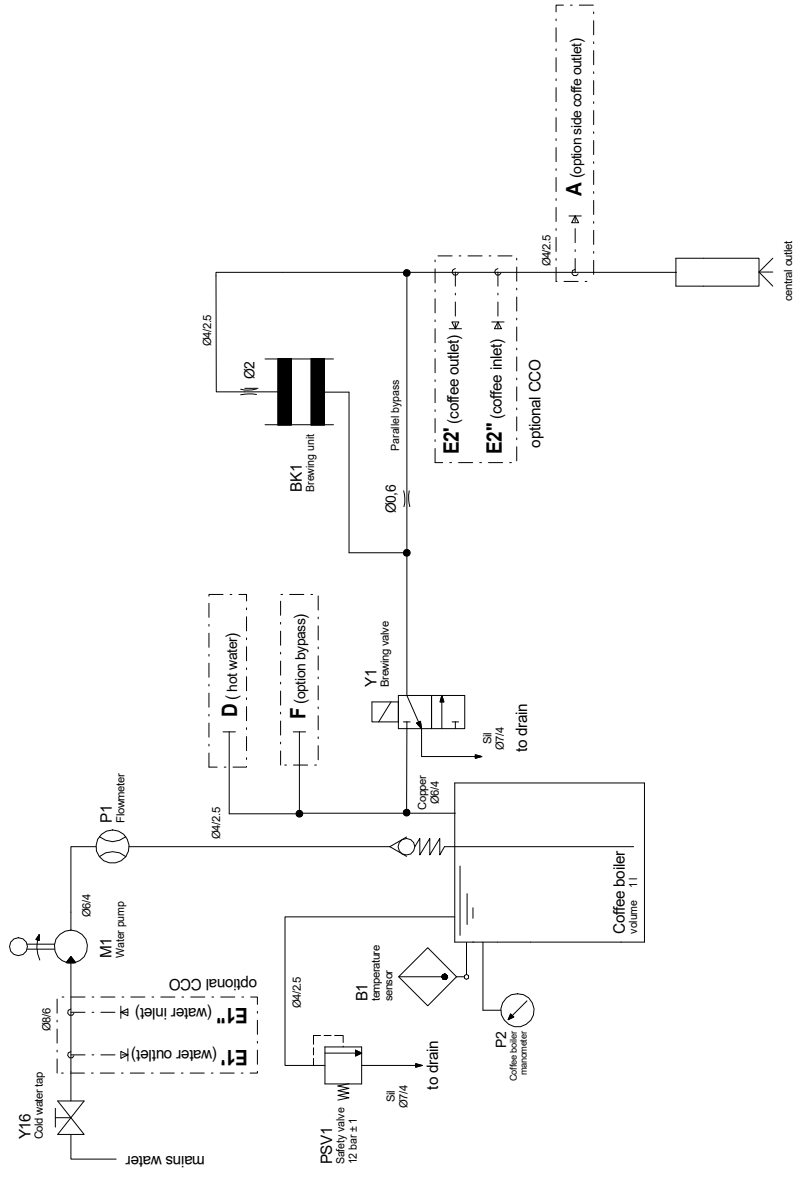 mains water
Y16
Cold water tap
Ø8/6
E1' (water outlet)
E1" (water inlet)
optional CCO
M1
Water pump
Ø6/4
P1
Flowmeter
Ø4/2.5
D ( hot water)
F (option bypass)
PSV1
Safety valve
12 bar ± 1
Sil
Ø7/4
to drain
Ø4/2.5
B1
temperature
sensor
P2
Coffee boiler
manometer
Coffee boiler
volume 1 l
Copper
Ø6/4
Y1
Brewing valve
Sil
Ø7/4
to drain
BK1
Brewing unit
Ø2
Ø4/2.5
Ø0,6
Parallel bypass
E2' (coffee outlet)
E2" (coffee inlet)
optional CCO
Ø4/2.5
A (option side coffe outlet)
central outlet